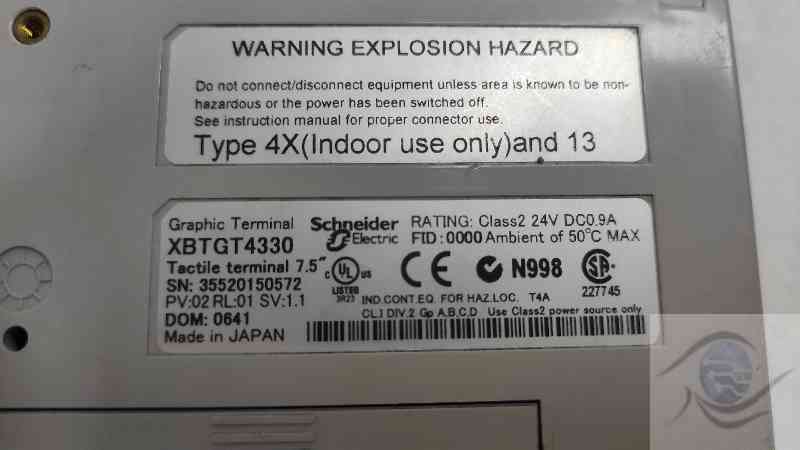 WARNING EXPLOSION HAZARD
Do not connect/disconnect equipment unless area is known to be non-
hazardous or the power has been switched off.
See instruction manual for proper connector use.
Type 4X(Indoor use only)and 13
Graphic Terminal
XBTGT4330
Tactile terminal 7.5"
SN: 35520150572
PV:02 RL:01 SV:1.1
DOM: 0641
Made in JAPAN
Schneider
Electric
RATING: Class2 24V DC0.9A
FID:0000 Ambient of 50°C MAX
C UL US
LISTED
3R23
CE
N998
SA
227745
IND.CONT.EQ. FOR HAZ.LOC. T4A
CL.I DIV.2 Gp A,B,C,D Use Class2 power source only